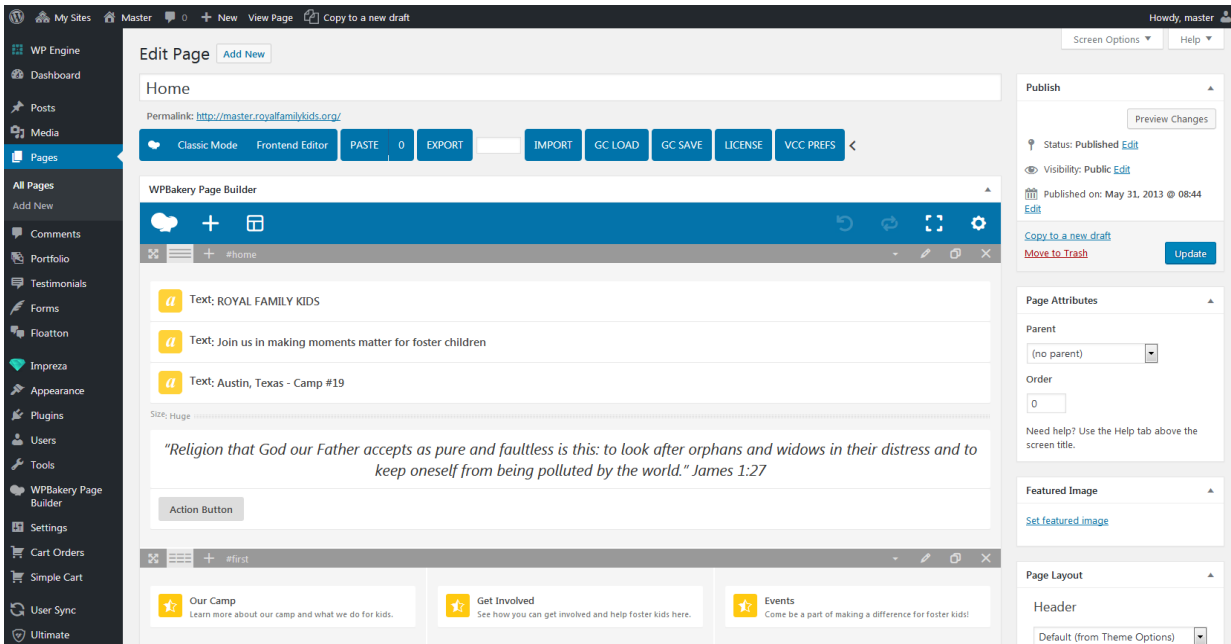 My Sites
Master
0
New
View Page
Copy to a new draft
Howdy, master
WP Engine
Dashboard
Posts
Media
Pages
All Pages
Add New
Comments
Portfolio
Testimonials
Forms
Floatton
Impreza
Appearance
Plugins
Users
Tools
WPBakery Page
Builder
Settings
Cart Orders
Simple Cart
User Sync
Ultimate
Screen Options
Help
Edit Page
Add New
Home
Permalink: http://master.royalfamilykids.org/
Classic Mode
Frontend Editor
PASTE
0
EXPORT
IMPORT
GC LOAD
GC SAVE
LICENSE
VCC PREFS
WPBakery Page Builder
#home
a Text: ROYAL FAMILY KIDS
a Text: Join us in making moments matter for foster children
a Text: Austin, Texas - Camp #19
Size: Huge
“Religion that God our Father accepts as pure and faultless is this: to look after orphans and widows in their distress and to
keep oneself from being polluted by the world.” James 1:27
Action Button
#first
Our Camp
Learn more about our camp and what we do for kids.
Get Involved
See how you can get involved and help foster kids here.
Events
Come be a part of making a difference for foster kids!
Publish
Preview Changes
Status: Published Edit
Visibility: Public Edit
Published on: May 31, 2013 @ 08:44
Edit
Copy to a new draft
Move to Trash
Update
Page Attributes
Parent
(no parent)
Order
0
Need help? Use the Help tab above the
screen title.
Featured Image
Set featured image
Page Layout
Header
Default (from Theme Options)